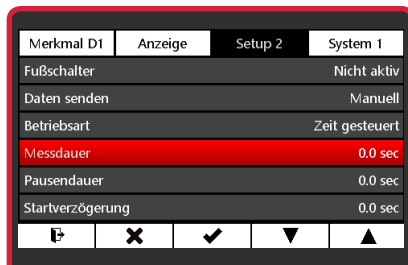 Merkmal D1 Anzeige Setup 2 System 1
Fußschalter Nicht aktiv
Daten senden Manuell
Betriebsart Zeit gesteuert
Messdauer 0.0 sec
Pausendauer 0.0 sec
Startverzögerung 0.0 sec